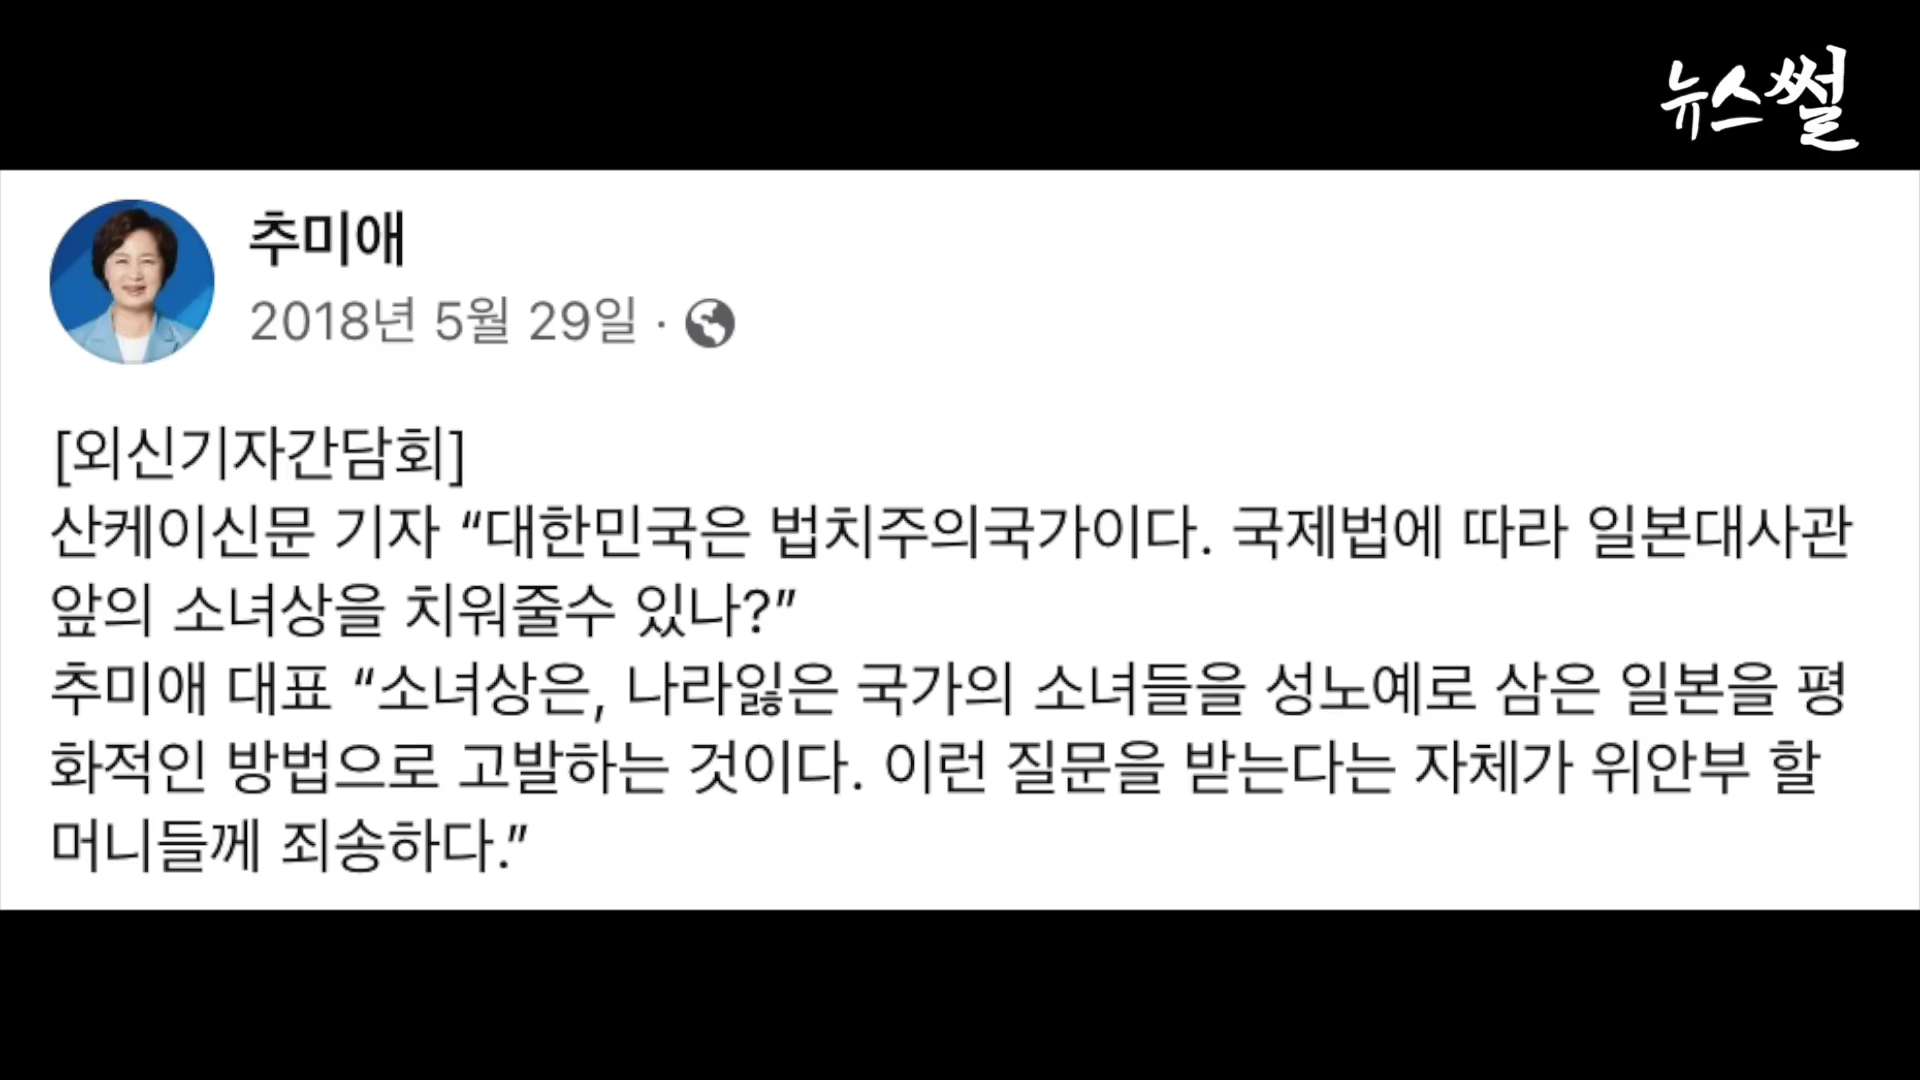 뉴스썰
추미애
2018년 5월 29일 ·
[외신기자간담회]
산케이신문 기자 “대한민국은 법치주의국가이다. 국제법에 따라 일본대사관
앞의 소녀상을 치워줄수 있나?”
추미애 대표 “소녀상은, 나라잃은 국가의 소녀들을 성노예로 삼은 일본을 평
화적인 방법으로 고발하는 것이다. 이런 질문을 받는다는 자체가 위안부 할
머니들께 죄송하다.”